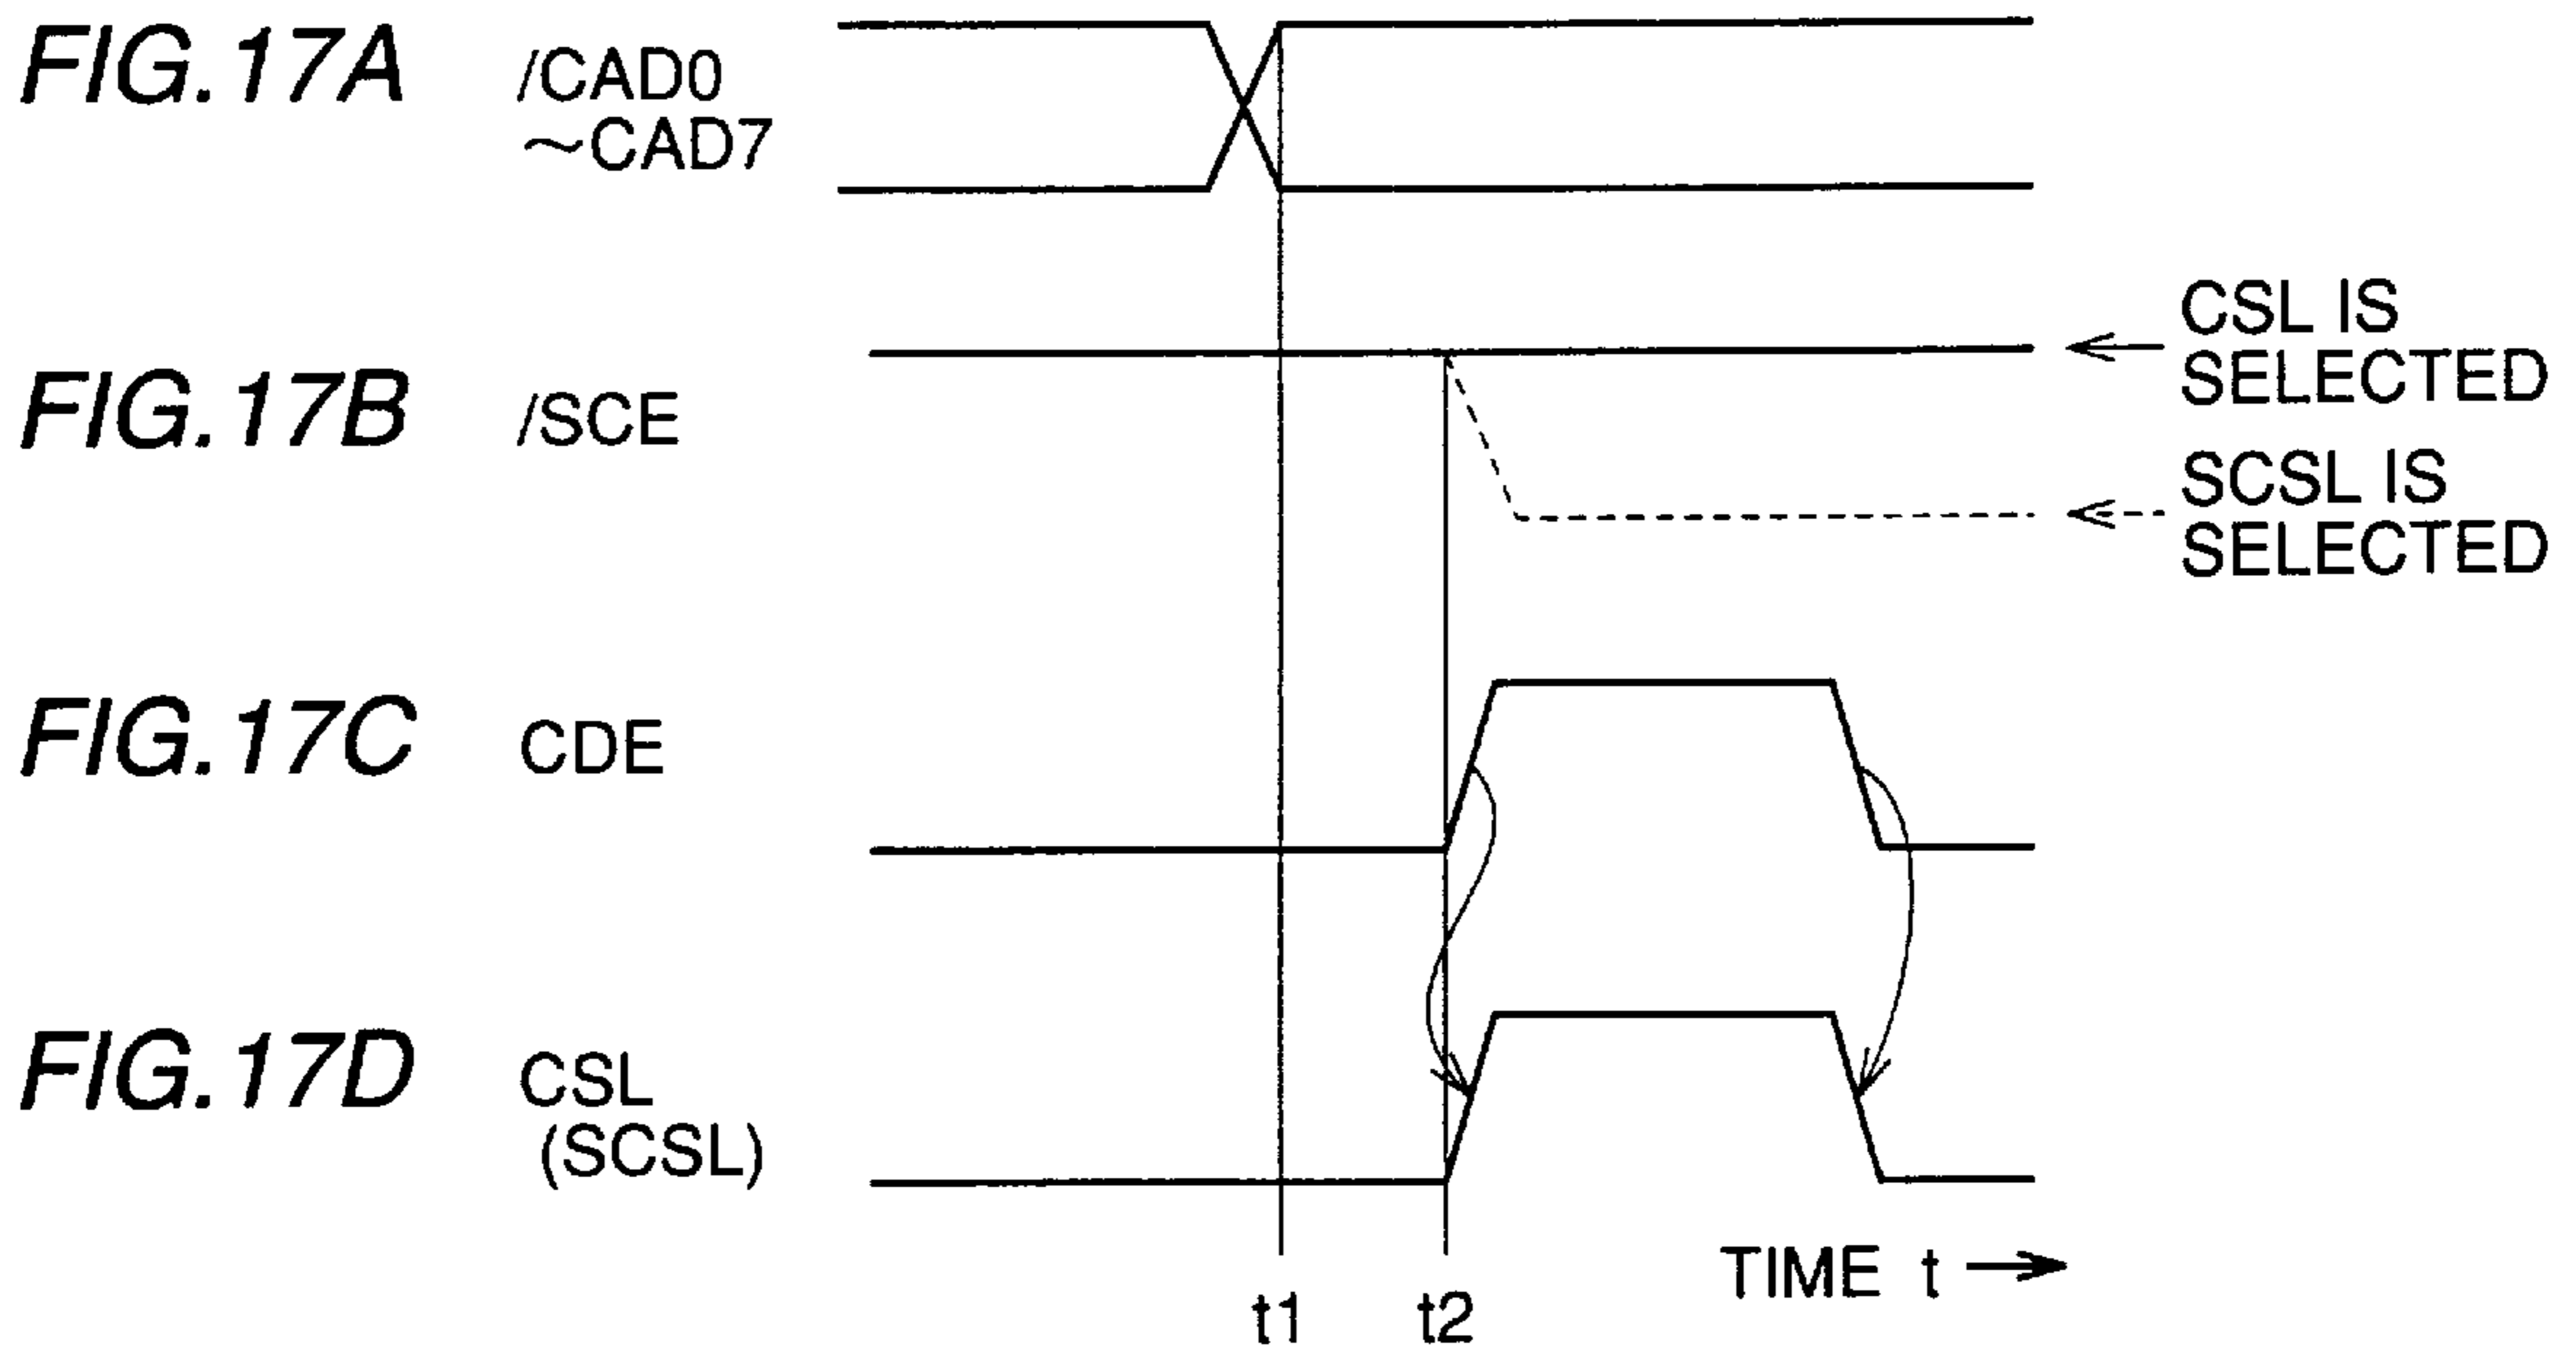 FIG.17A
/CAD0
~CAD7
CSL IS
SELECTED
FIG.17B
/SCE
SCSL IS
SELECTED
FIG.17C
CDE
FIG.17D
CSL
(SCSL)
TIME t
t1
t2